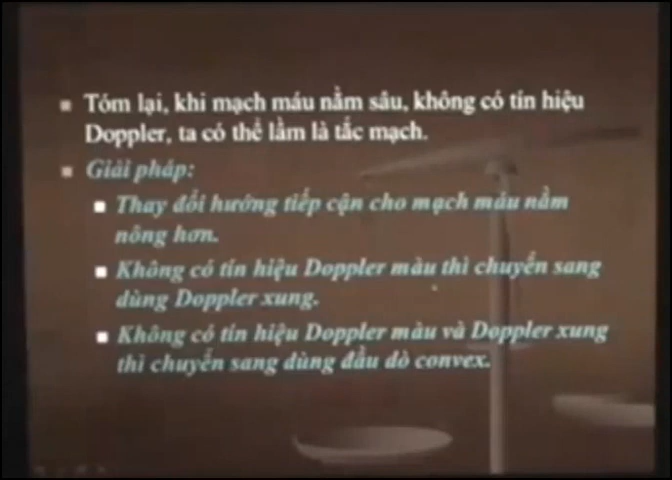 Tóm lại, khi mạch máu nằm sâu, không có tín hiệu
Doppler, ta có thể lầm là tắc mạch.
Giải pháp:
Thay đổi hướng tiếp cận cho mạch máu nằm
nông hơn.
Không có tín hiệu Doppler màu thì chuyển sang
dùng Doppler xung.
Không có tín hiệu Doppler màu và Doppler xung
thì chuyển sang dùng đầu dò convex.